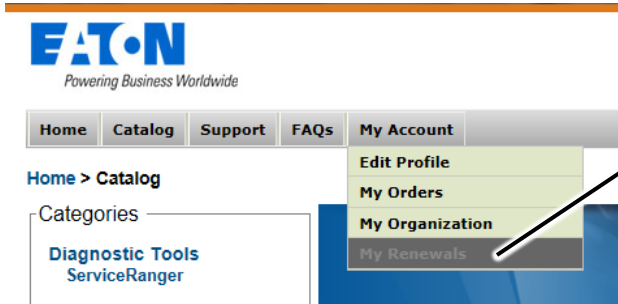 EATON
Powering Business Worldwide
Home Catalog Support FAQs My Account
Edit Profile
My Orders
My Organization
My Renewals
Home > Catalog
Categories
Diagnostic Tools
ServiceRanger